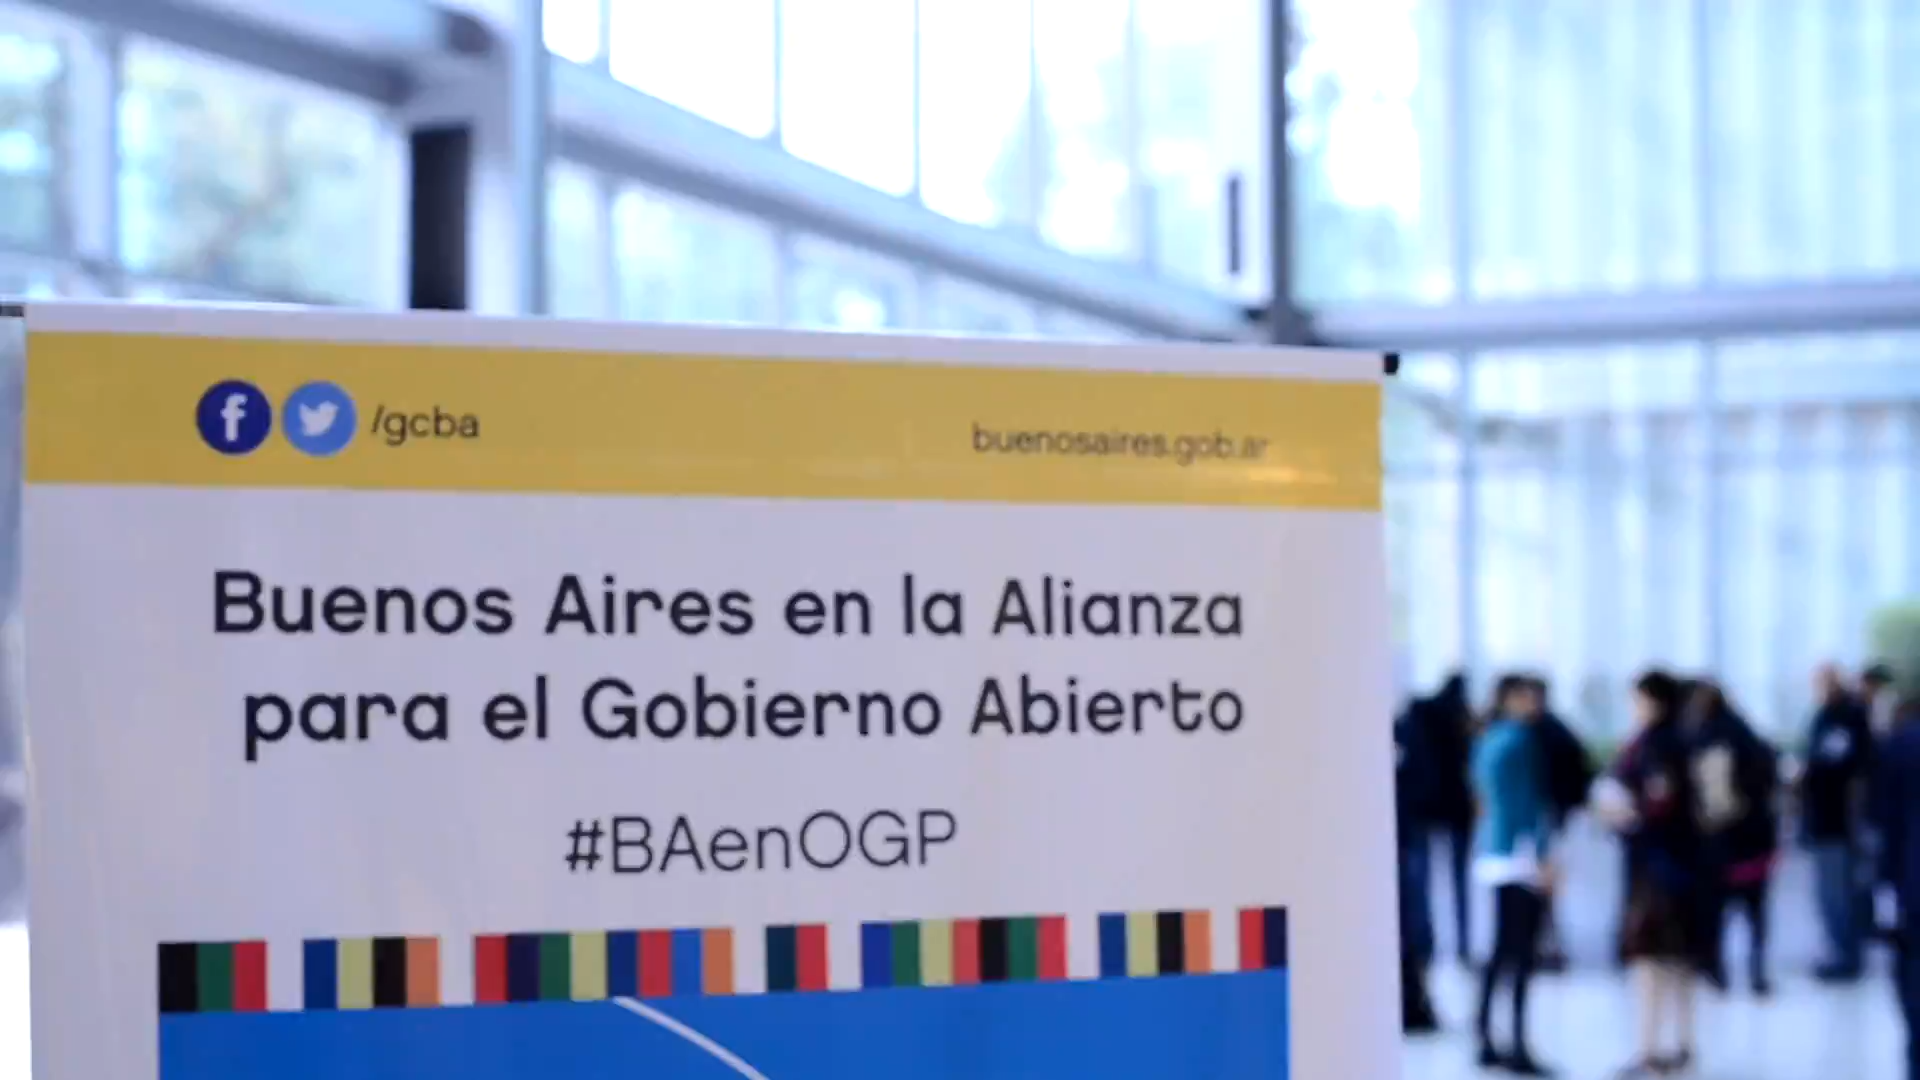 /gcba
buenosaires.gob.ar
Buenos Aires en la Alianza
para el Gobierno Abierto
#BAenOGP